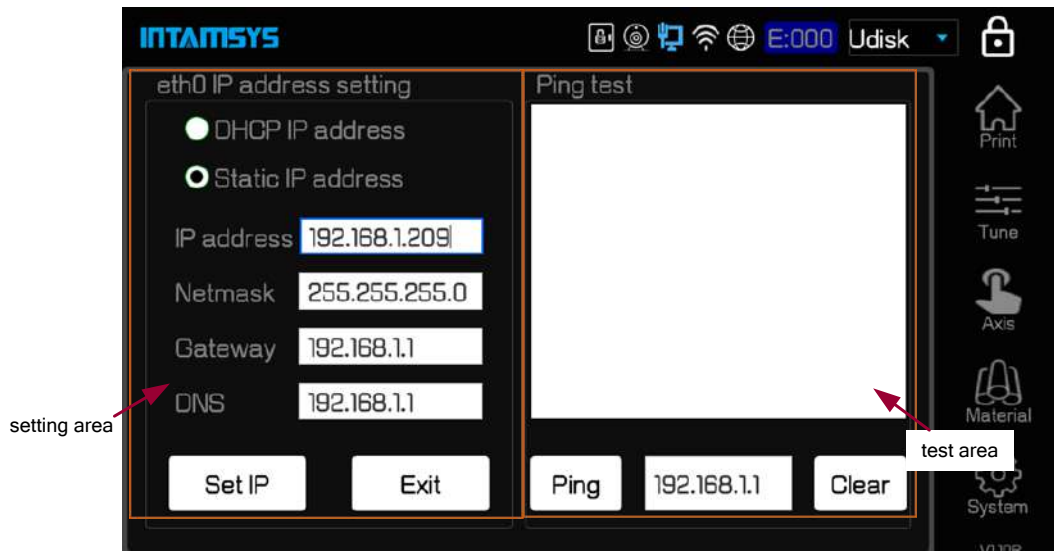 INTAMSYS
E:000 Udisk
eth0 IP address setting
DHCP IP address
Static IP address
IP address 192.168.1.209
Netmask 255.255.255.0
Gateway 192.168.1.1
DNS 192.168.1.1
Set IP Exit
setting area
Ping test
Ping 192.168.1.1 Clear
test area
Print
Tune
Axis
Material
System